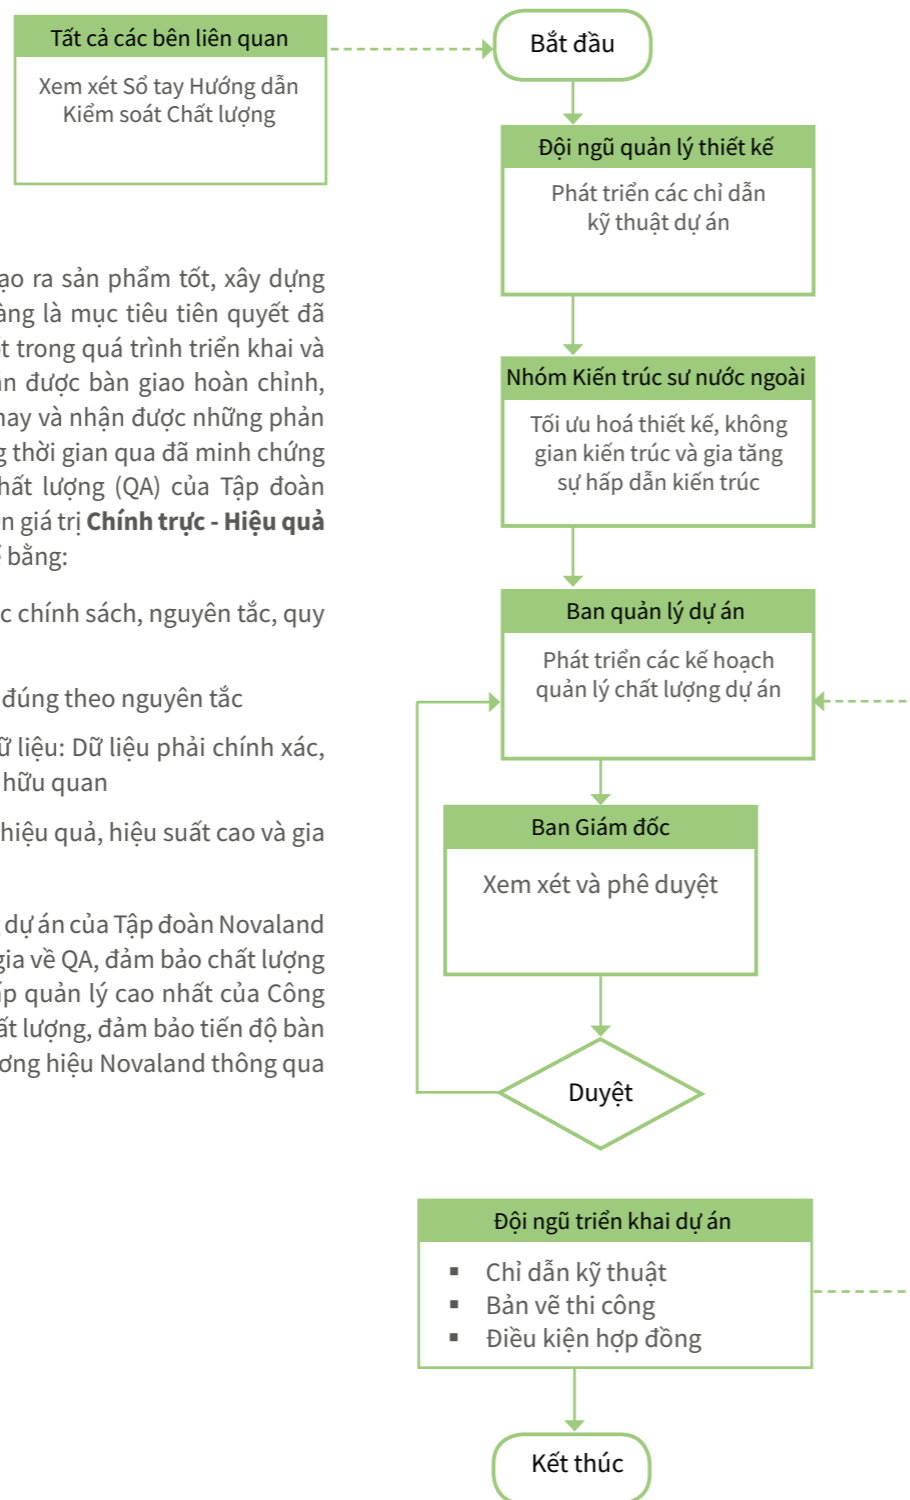 Tất cả các bên liên quan
Xem xét Sổ tay Hướng dẫn
Kiểm soát Chất lượng
Bắt đầu
Đội ngũ quản lý thiết kế
Phát triển các chỉ dẫn
kỹ thuật dự án
Nhóm Kiến trúc sư nước ngoài
Tối ưu hoá thiết kế, không
gian kiến trúc và gia tăng
sự hấp dẫn kiến trúc
Ban quản lý dự án
Phát triển các kế hoạch
quản lý chất lượng dự án
Ban Giám đốc
Xem xét và phê duyệt
Duyệt
Đội ngũ triển khai dự án
▪ Chỉ dẫn kỹ thuật
▪ Bản vẽ thi công
▪ Điều kiện hợp đồng
Kết thúc
ạo ra sản phẩm tốt, xây dựng
àng là mục tiêu tiên quyết đã
t trong quá trình triển khai và
ản được bàn giao hoàn chỉnh,
nay và nhận được những phản
g thời gian qua đã minh chứng
hất lượng (QA) của Tập đoàn
n giá trị Chính trực - Hiệu quả
ế bằng:
c chính sách, nguyên tắc, quy
đúng theo nguyên tắc
ữ liệu: Dữ liệu phải chính xác,
hữu quan
hiệu quả, hiệu suất cao và gia
dự án của Tập đoàn Novaland
gia về QA, đảm bảo chất lượng
ấp quản lý cao nhất của Công
ất lượng, đảm bảo tiến độ bàn
ơng hiệu Novaland thông qua